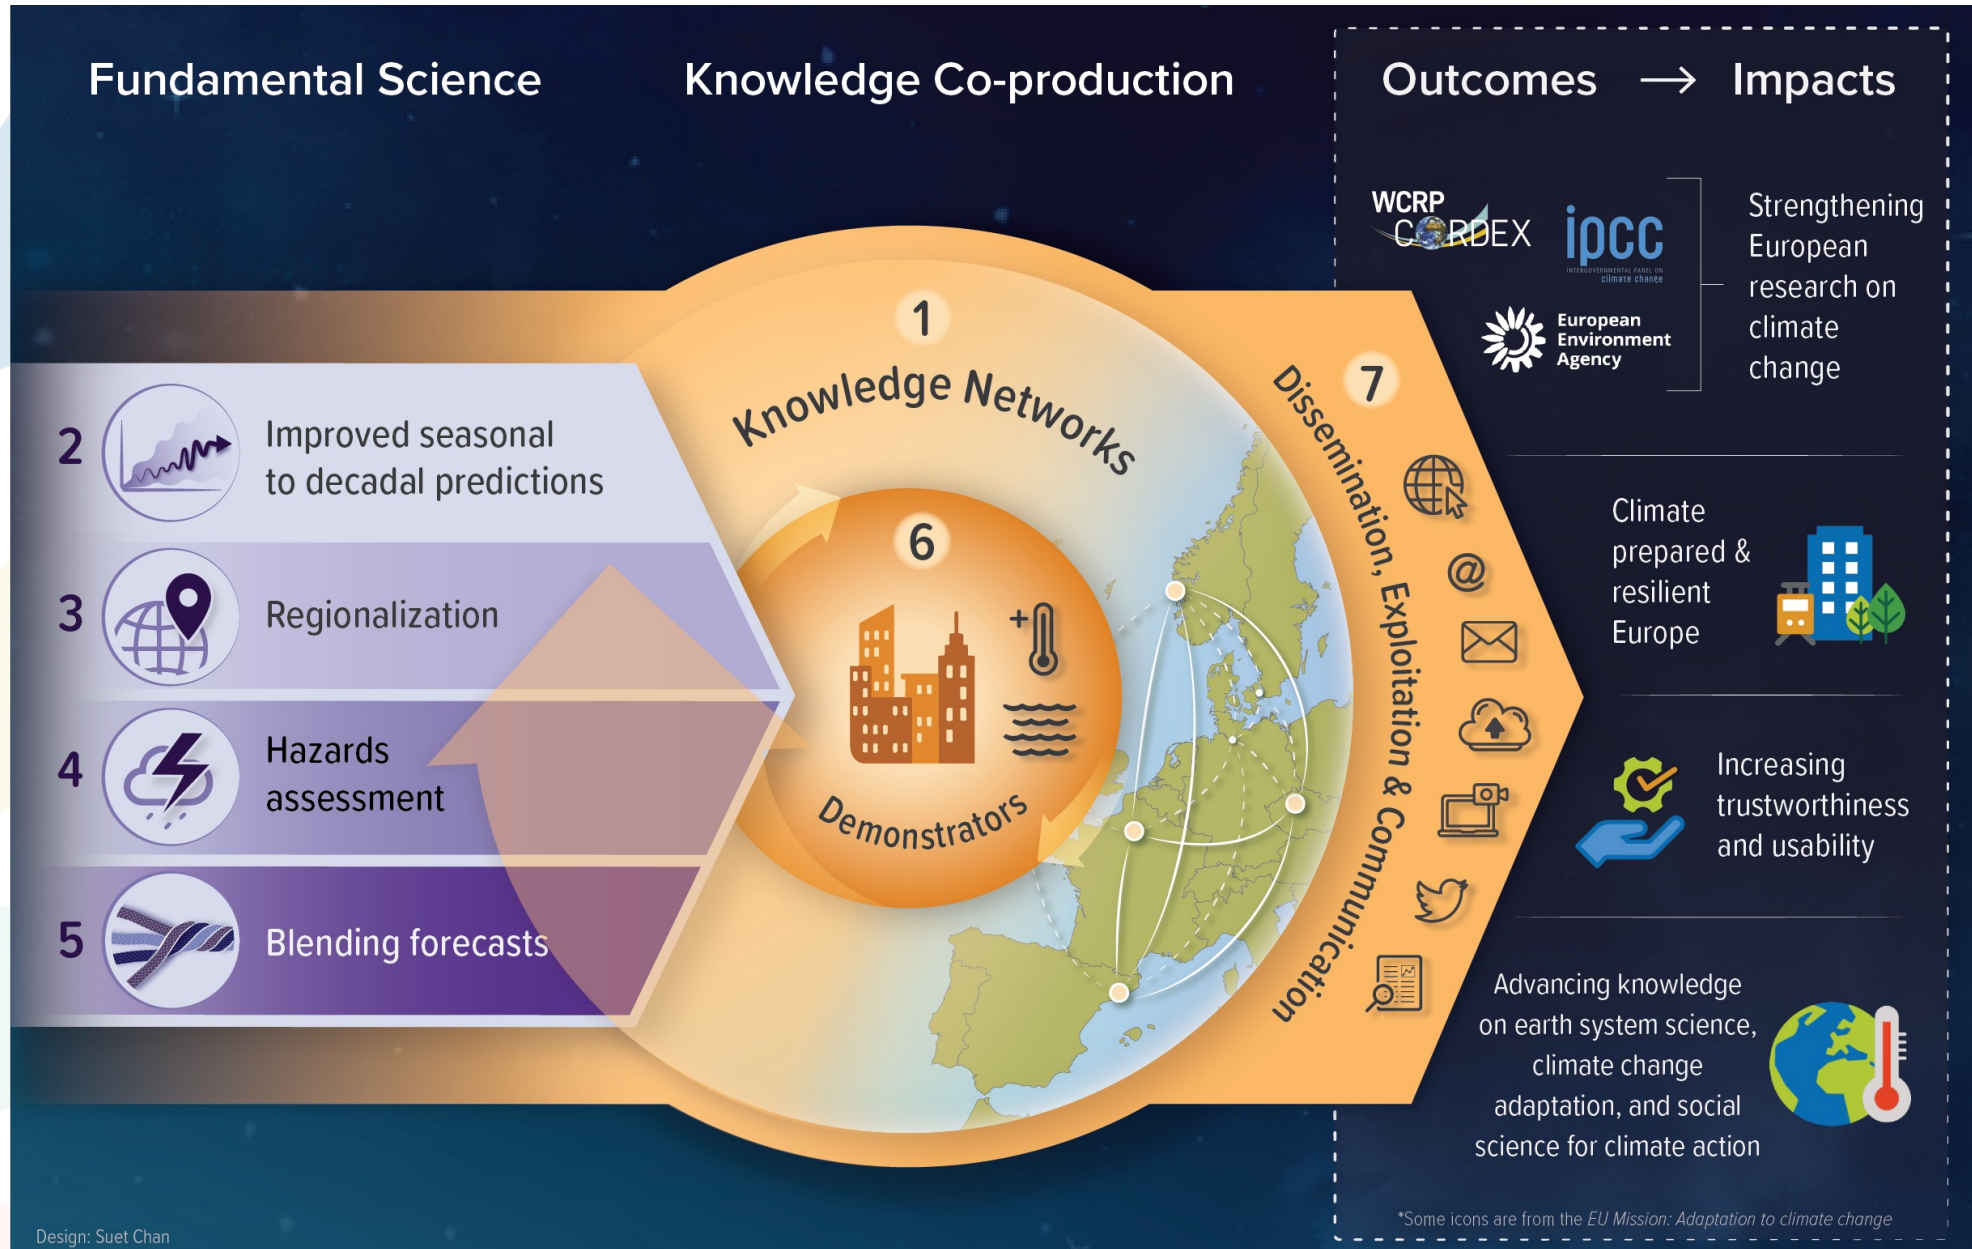 Fundamental Science
Knowledge Co-production
Outcomes → Impacts
2
Improved seasonal
to decadal predictions
3
Regionalization
4
Hazards
assessment
5
Blending forecasts
1
Knowledge Networks
6
+
Demonstrators
7
Dissemination, Exploitation & Communication
@
WCRP
CORDEX
ipcc
INTERGOVERNMENTAL PANEL ON
climate change
European
Environment
Agency
Strengthening
European
research on
climate
change
Climate
prepared &
resilient
Europe
Increasing
trustworthiness
and usability
Advancing knowledge
on earth system science,
climate change
adaptation, and social
science for climate action
*Some icons are from the EU Mission: Adaptation to climate change
Design: Suet Chan